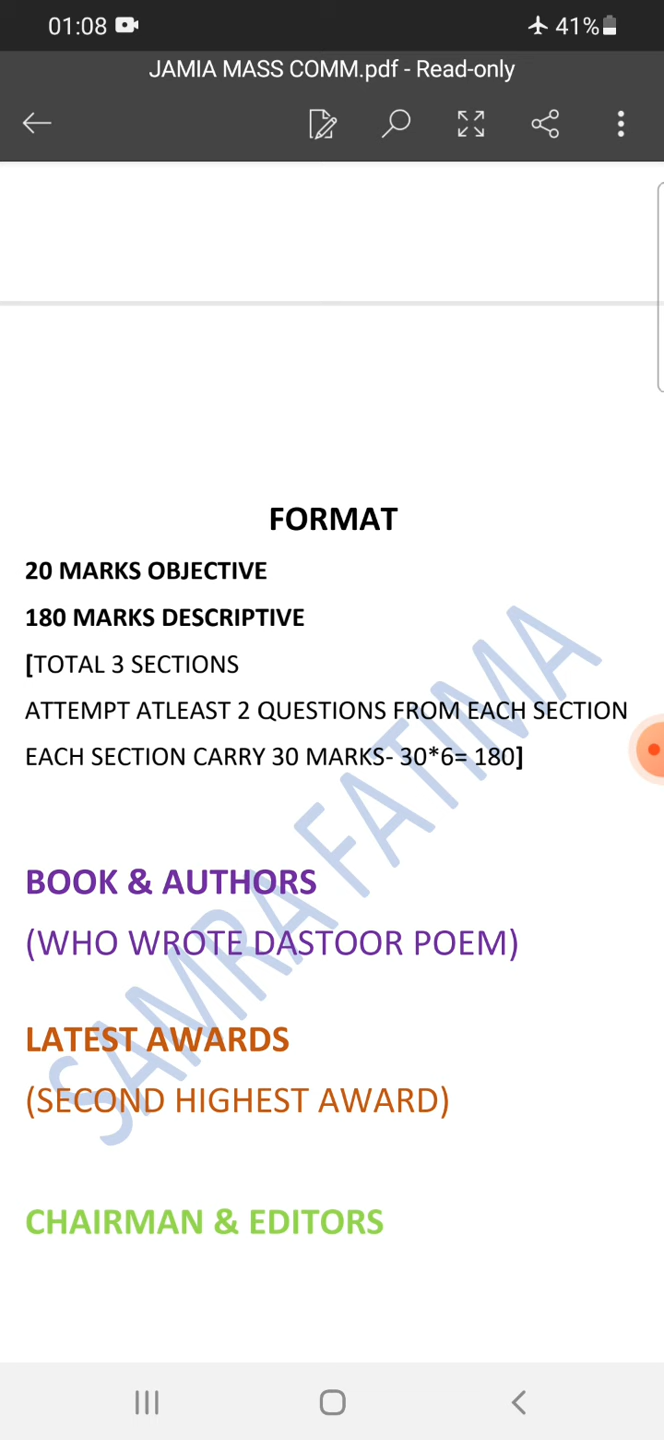 01:08
41%
JAMIA MASS COMM.pdf - Read-only
FORMAT
20 MARKS OBJECTIVE
180 MARKS DESCRIPTIVE
[TOTAL 3 SECTIONS
ATTEMPT ATLEAST 2 QUESTIONS FROM EACH SECTION
EACH SECTION CARRY 30 MARKS- 30*6= 180]
BOOK & AUTHORS
(WHO WROTE DASTOOR POEM)
LATEST AWARDS
(SECOND HIGHEST AWARD)
CHAIRMAN & EDITORS
SAMRA FATIMA